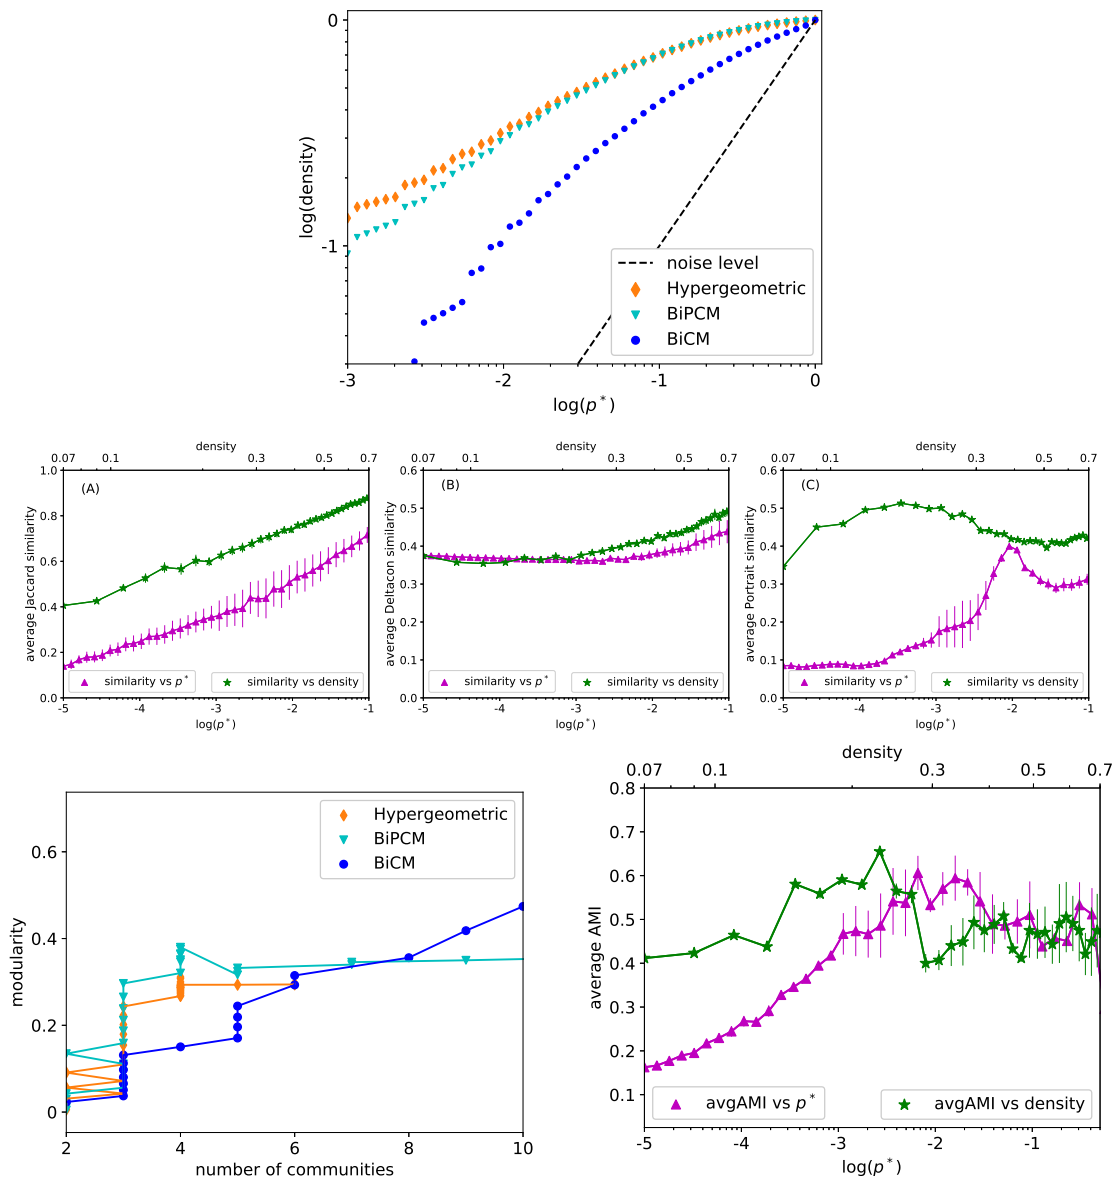 0
-1
log(density)
noise level
Hypergeometric
BiPCM
BiCM
-3 -2 -1 0
log(p*)
density
0.07 0.1 0.3 0.5 0.7
(A)
1.0
0.8
0.6
0.4
0.2
0.0
average Jaccard similarity
similarity vs p* similarity vs density
-5 -4 -3 -2 -1
log(p*)
density
0.07 0.1 0.3 0.5 0.7
(B)
0.6
0.5
0.4
0.3
0.2
0.1
0.0
average Deltacon similarity
similarity vs p* similarity vs density
-5 -4 -3 -2 -1
log(p*)
density
0.07 0.1 0.3 0.5 0.7
(C)
0.6
0.5
0.4
0.3
0.2
0.1
0.0
average Portrait similarity
similarity vs p* similarity vs density
-5 -4 -3 -2 -1
log(p*)
Hypergeometric
BiPCM
BiCM
0.6
0.4
0.2
0
modularity
2 4 6 8 10
number of communities
density
0.07 0.1 0.3 0.5 0.7
0.8
0.7
0.6
0.5
0.4
0.3
0.2
0.1
average AMI
avgAMI vs p* avgAMI vs density
-5 -4 -3 -2 -1
log(p*)